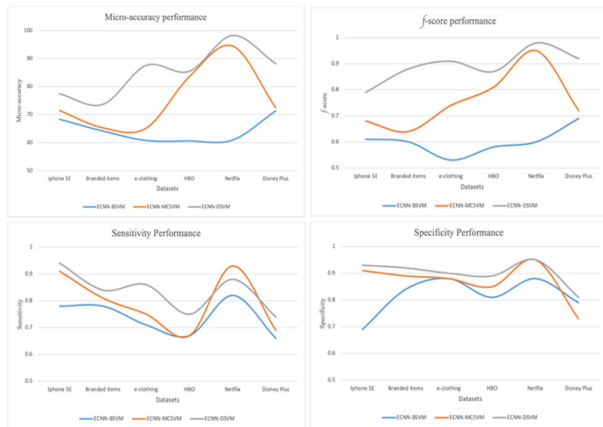 Micro-accuracy performance
100
90
80
70
60
50
Micro-accuracy
Iphone SE Branded items e-clothing HBO Netflix Disney Plus
Datasets
ECNN-BSVM ECNN-MCSVM ECNN-DSVM
f-score performance
1
0.9
0.8
0.7
0.6
0.5
f-score
Iphone SE Branded items e-clothing HBO Netflix Disney Plus
Datasets
ECNN-BSVM ECNN-MCSVM ECNN-DSVM
Sensitivity Performance
1
0.9
0.8
0.7
0.6
0.5
Sensitivity
Iphone SE Branded items e-clothing HBO Netflix Disney Plus
Datasets
ECNN-BSVM ECNN-MCSVM ECNN-DSVM
Specificity Performance
1
0.9
0.8
0.7
0.6
0.5
Specificity
Iphone SE Branded items e-clothing HBO Netflix Disney Plus
Datasets
ECNN-BSVM ECNN-MCSVM ECNN-DSVM